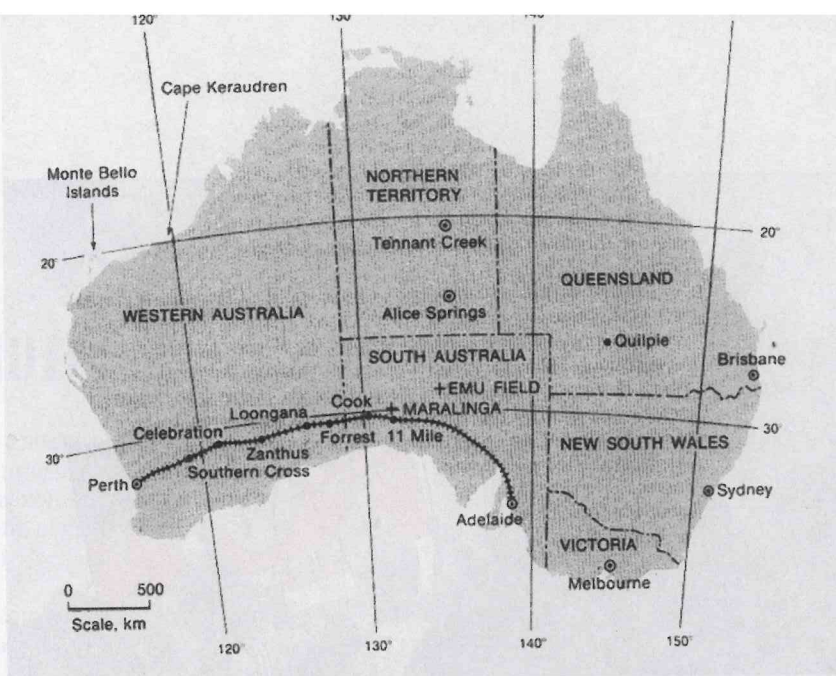 120°
130
140
Cape Keraudren
Monte Bello
Islands
NORTHERN
TERRITORY
20°
20°
Tennant Creek
QUEENSLAND
WESTERN AUSTRALIA
Alice Springs
SOUTH AUSTRALIA
Quilpie
Brisbane
EMU FIELD
Cook
MARALINGA
Loongana
Celebration
Forrest
11 Mile
30°
NEW SOUTH WALES
Zanthus
30°
Southern Cross
Perth
Sydney
Adelaide
VICTORIA
Melbourne
0 500
Scale, km
120°
130°
140°
150°